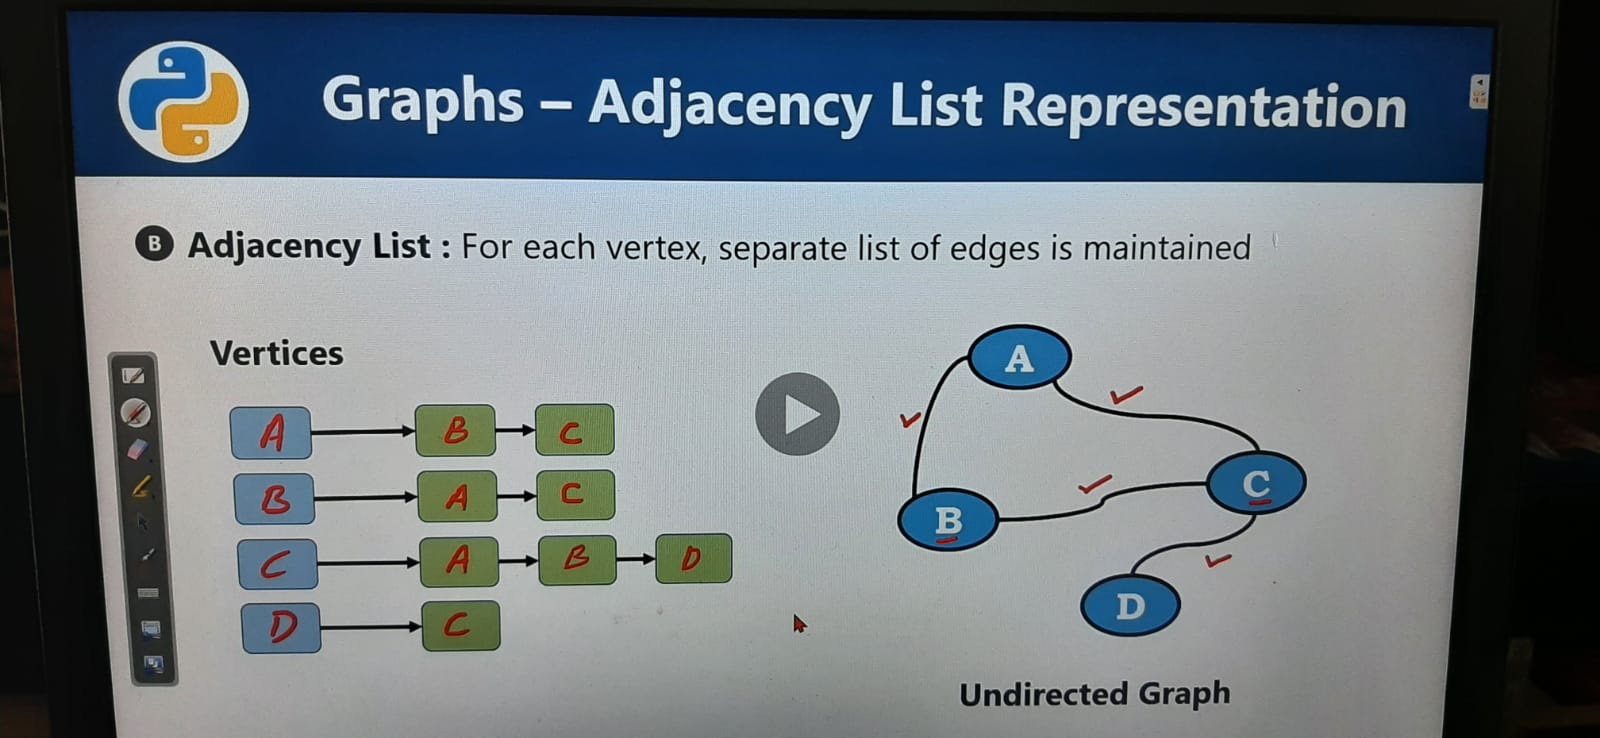 Graphs – Adjacency List Representation
B Adjacency List : For each vertex, separate list of edges is maintained
Vertices
A B C
B A C
C A B D
D C
A
B
C
D
Undirected Graph